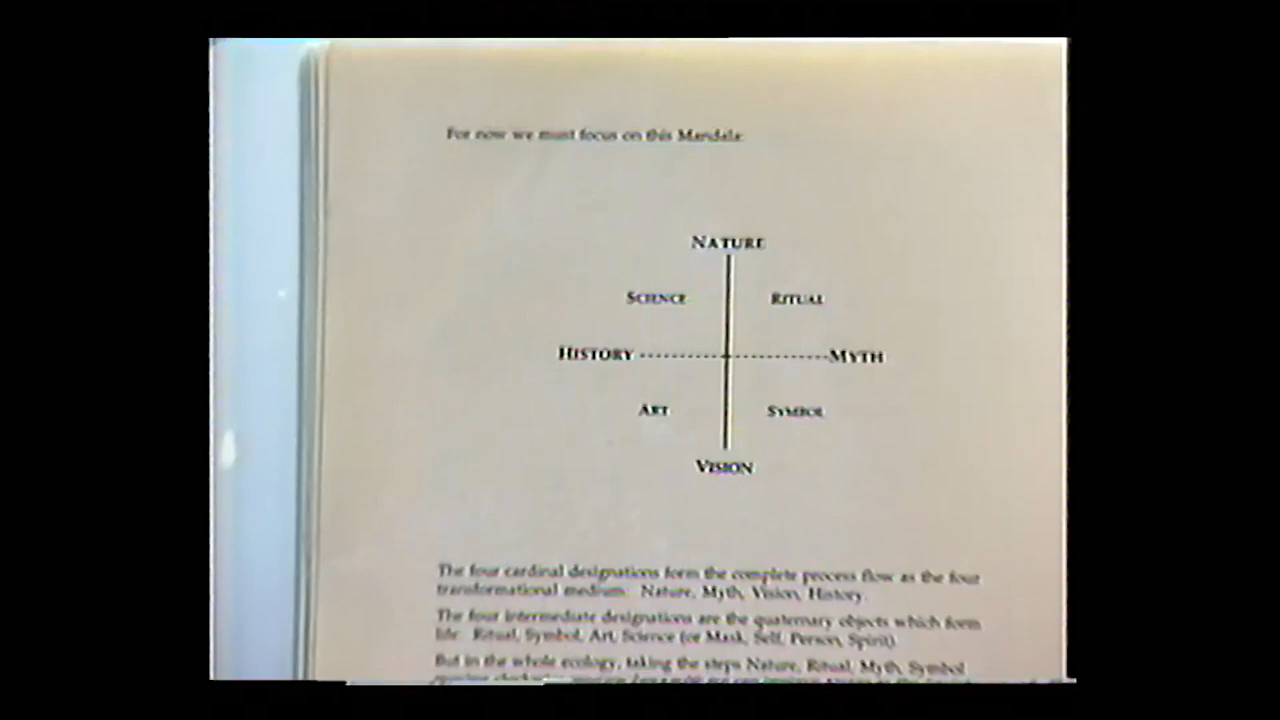 For now we must focus on this Mandala:
NATURE
SCIENCE RITUAL
HISTORY MYTH
ART SYMBOL
VISION
The four cardinal designations form the complete process flow as the four
transformational medium: Nature, Myth, Vision, History.
The four intermediate designations are the quaternary objects which form
life: Ritual, Symbol, Art, Science (or Mask, Self, Person, Spirit)
But in the whole ecology, taking the steps Nature, Ritual, Myth, Symbol